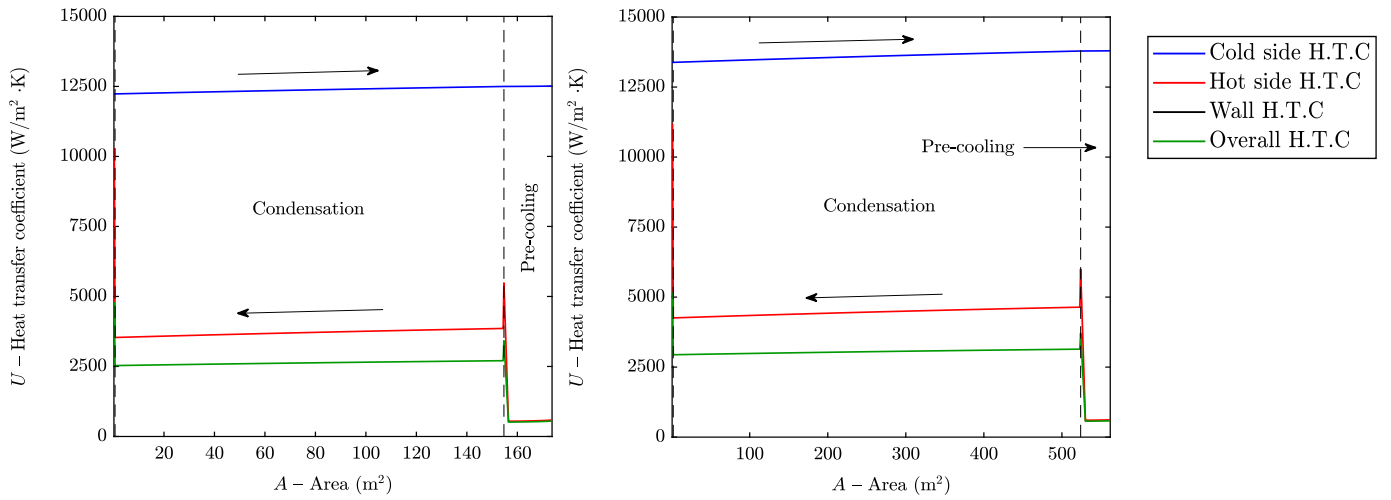 U – Heat transfer coefficient (W/m² ·K)
15000
12500
10000
7500
5000
2500
0
Condensation
Pre-cooling
20
40
60
80
100
120
140
160
A – Area (m²)
U – Heat transfer coefficient (W/m² ·K)
15000
12500
10000
7500
5000
2500
0
Pre-cooling
Condensation
100
200
300
400
500
A – Area (m²)
Cold side H.T.C
Hot side H.T.C
Wall H.T.C
Overall H.T.C